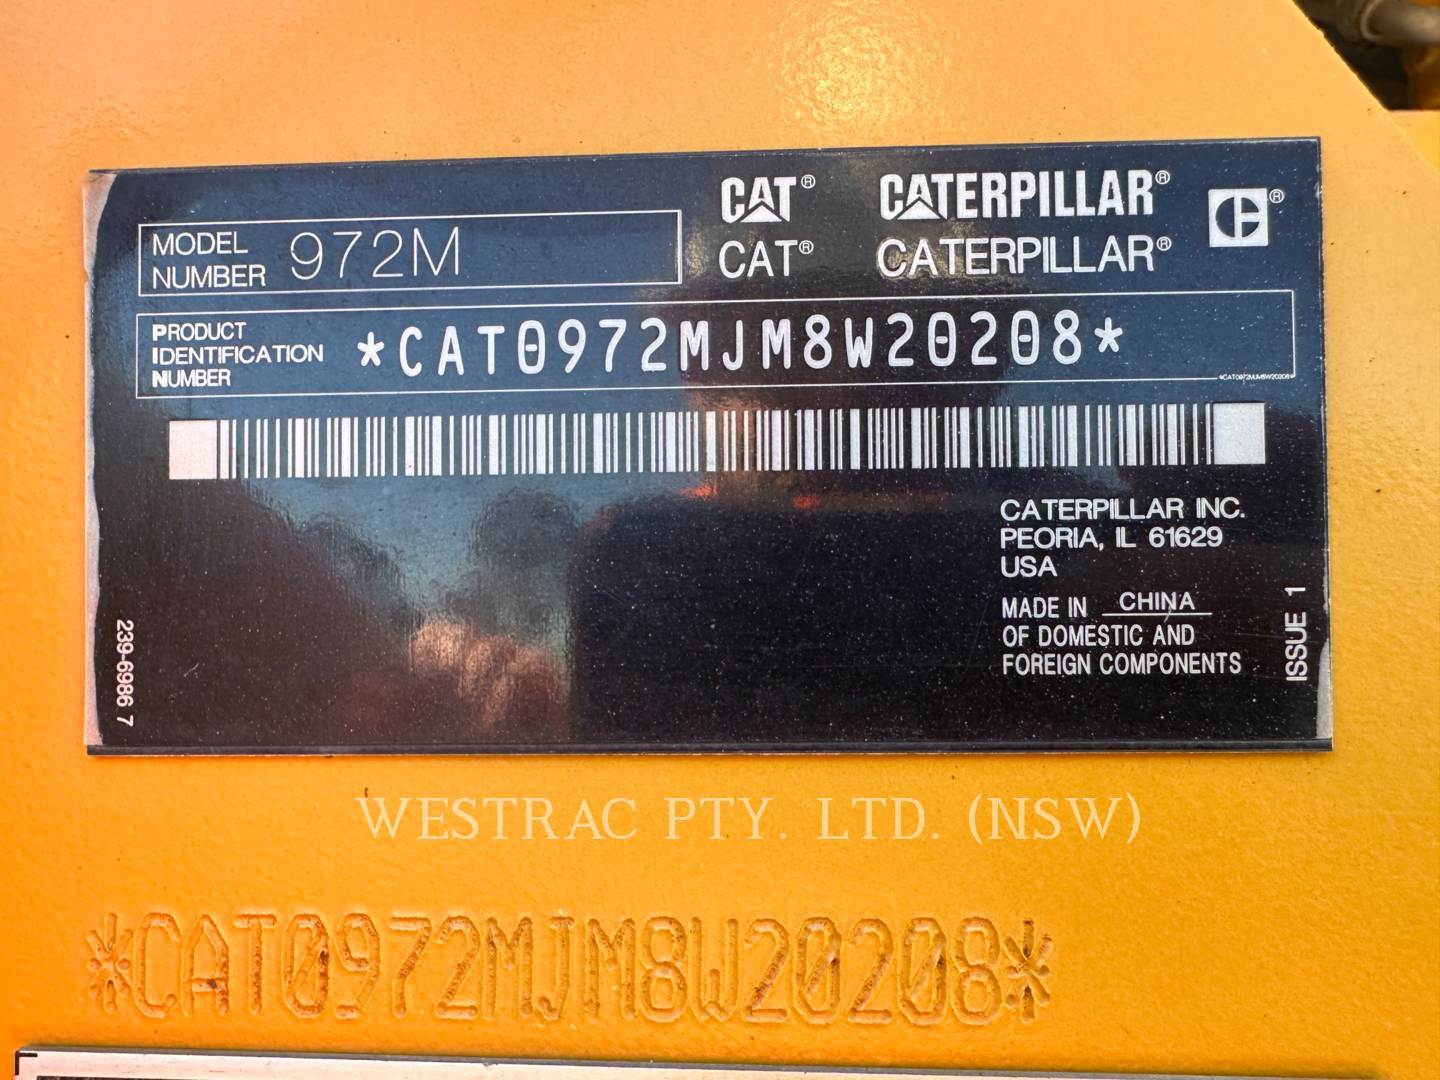 CAT® CATERPILLAR® ®
MODEL
NUMBER 972M
CAT® CATERPILLAR®
PRODUCT
IDENTIFICATION
NUMBER
*CAT0972MJM8W20208*
*CAT0972MJM8W20208*
CATERPILLAR INC.
PEORIA, IL 61629
USA
MADE IN CHINA
OF DOMESTIC AND
FOREIGN COMPONENTS
ISSUE 1
239-6986 7
WESTRAC PTY. LTD. (NSW)
*CAT0972MJM8W20208*